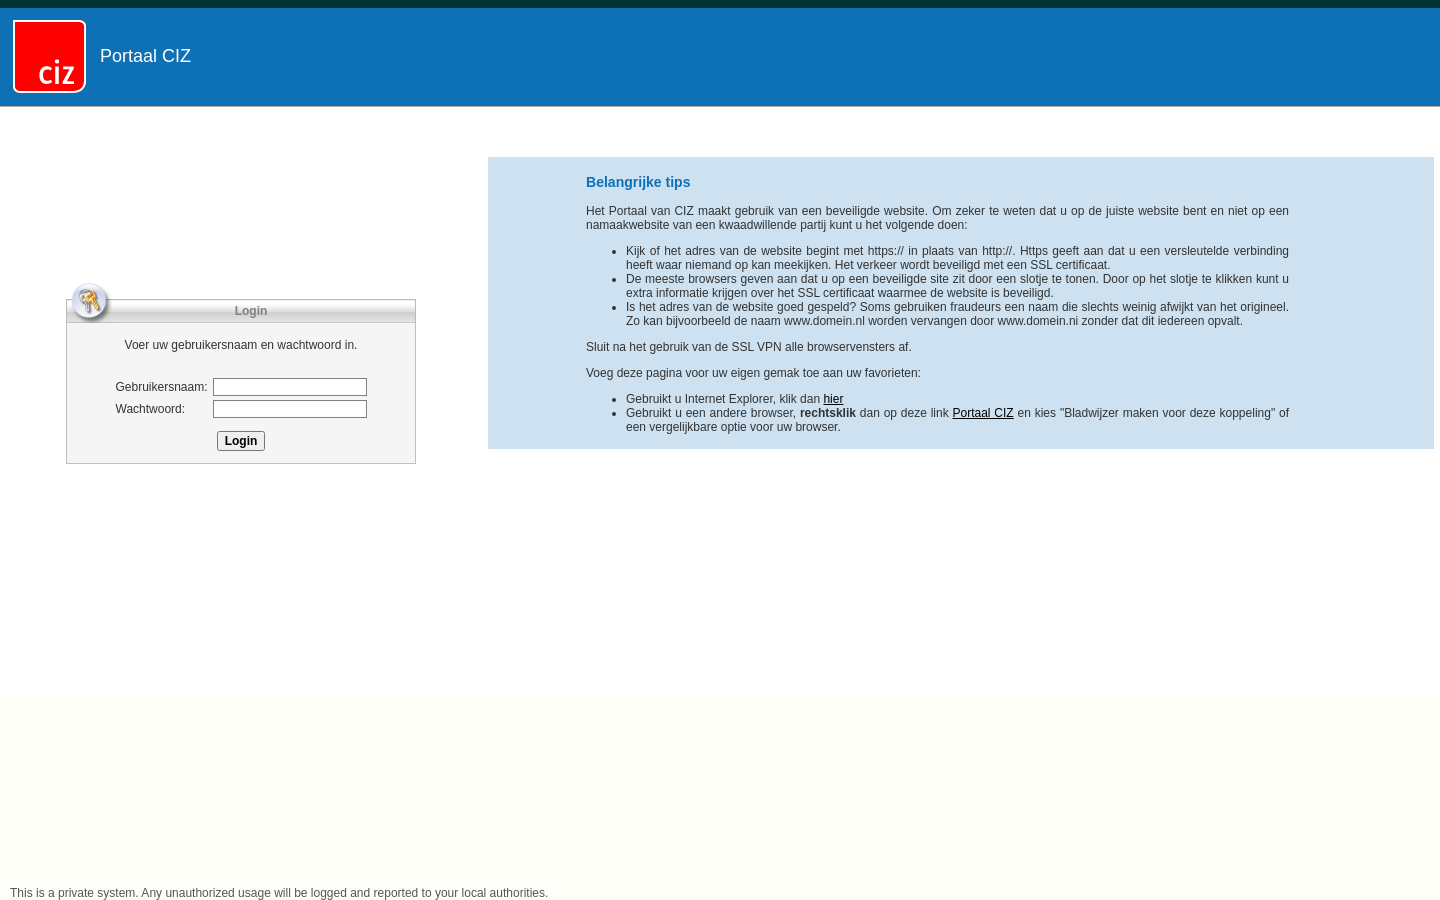 ciz
Portaal CIZ
Belangrijke tips
Het Portaal van CIZ maakt gebruik van een beveiligde website. Om zeker te weten dat u op de juiste website bent en niet op een
namaakwebsite van een kwaadwillende partij kunt u het volgende doen:
Kijk of het adres van de website begint met https:// in plaats van http://. Https geeft aan dat u een versleutelde verbinding
heeft waar niemand op kan meekijken. Het verkeer wordt beveiligd met een SSL certificaat.
De meeste browsers geven aan dat u op een beveiligde site zit door een slotje te tonen. Door op het slotje te klikken kunt u
extra informatie krijgen over het SSL certificaat waarmee de website is beveiligd.
Is het adres van de website goed gespeld? Soms gebruiken fraudeurs een naam die slechts weinig afwijkt van het origineel.
Zo kan bijvoorbeeld de naam www.domein.nl worden vervangen door www.domein.ni zonder dat dit iedereen opvalt.
Sluit na het gebruik van de SSL VPN alle browservensters af.
Voeg deze pagina voor uw eigen gemak toe aan uw favorieten:
Gebruikt u Internet Explorer, klik dan hier
Gebruikt u een andere browser, rechtsklik dan op deze link Portaal CIZ en kies "Bladwijzer maken voor deze koppeling" of
een vergelijkbare optie voor uw browser.
Login
Voer uw gebruikersnaam en wachtwoord in.
Gebruikersnaam:
Wachtwoord:
Login
This is a private system. Any unauthorized usage will be logged and reported to your local authorities.